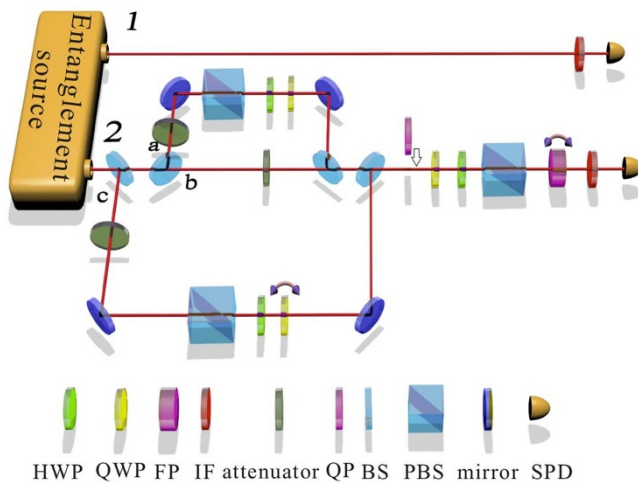 1
Entanglement
source
2
a
b
c
HWP QWP FP IF attenuator QP BS PBS mirror SPD